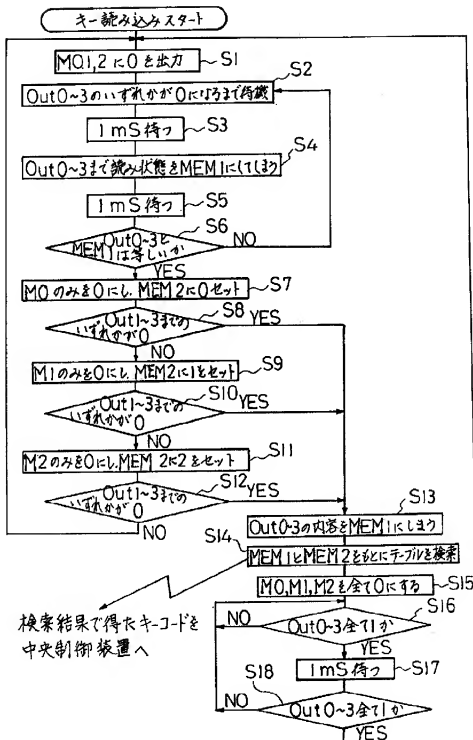 キー読み込みスタート
M0,1,2に0を出力
S1
S2
Out0~3のいずれかが0になるまで待機
S3
1mS待つ
S4
Out0~3まで読み状態をMEM1にしてしまう
S5
1mS待つ
S6
Out0~3と
MEM1は等しいか
NO
YES
S7
M0のみを0にし.MEM2に0セット
S8
Out1~3までの
いずれかが0
YES
NO
S9
M1のみを0にし、MEM2に1をセット
S10
Out1~3までの
いずれかが0
YES
NO
S11
M2のみを0にし.MEM2に2をセット
S12
Out1~3までの
いずれかが0
YES
NO
S13
Out0~3の内容をMEM1にしまう
S14
MEM1とMEM2をもとにテーブルを検索
M0,M1,M2を全て0にする
S15
検索結果で得たキーコードを
中央制御装置へ
S16
Out0~3全て1か
NO
YES
S17
1mS待つ
S18
Out0~3全て1か
NO
YES